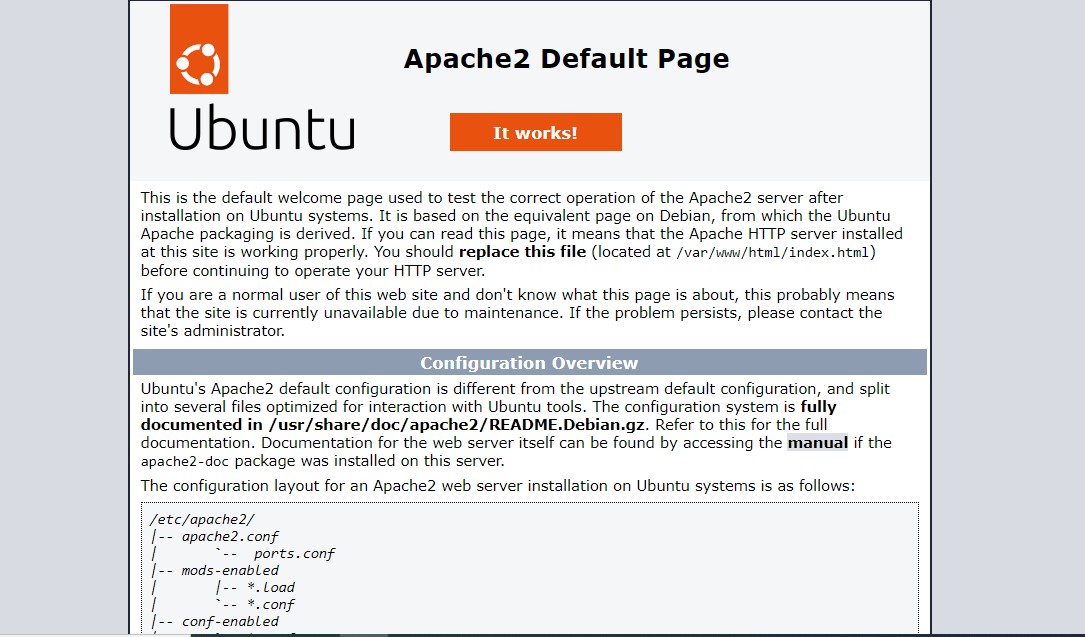 Apache2 Default Page
Ubuntu
It works!
This is the default welcome page used to test the correct operation of the Apache2 server after
installation on Ubuntu systems. It is based on the equivalent page on Debian, from which the Ubuntu
Apache packaging is derived. If you can read this page, it means that the Apache HTTP server installed
at this site is working properly. You should replace this file (located at /var/www/html/index.html)
before continuing to operate your HTTP server.
If you are a normal user of this web site and don't know what this page is about, this probably means
that the site is currently unavailable due to maintenance. If the problem persists, please contact the
site's administrator.
Configuration Overview
Ubuntu's Apache2 default configuration is different from the upstream default configuration, and split
into several files optimized for interaction with Ubuntu tools. The configuration system is fully
documented in /usr/share/doc/apache2/README.Debian.gz. Refer to this for the full
documentation. Documentation for the web server itself can be found by accessing the manual if the
apache2-doc package was installed on this server.
The configuration layout for an Apache2 web server installation on Ubuntu systems is as follows:
/etc/apache2/
|-- apache2.conf
|       `--  ports.conf
|-- mods-enabled
|       |-- *.load
|       `-- *.conf
|-- conf-enabled